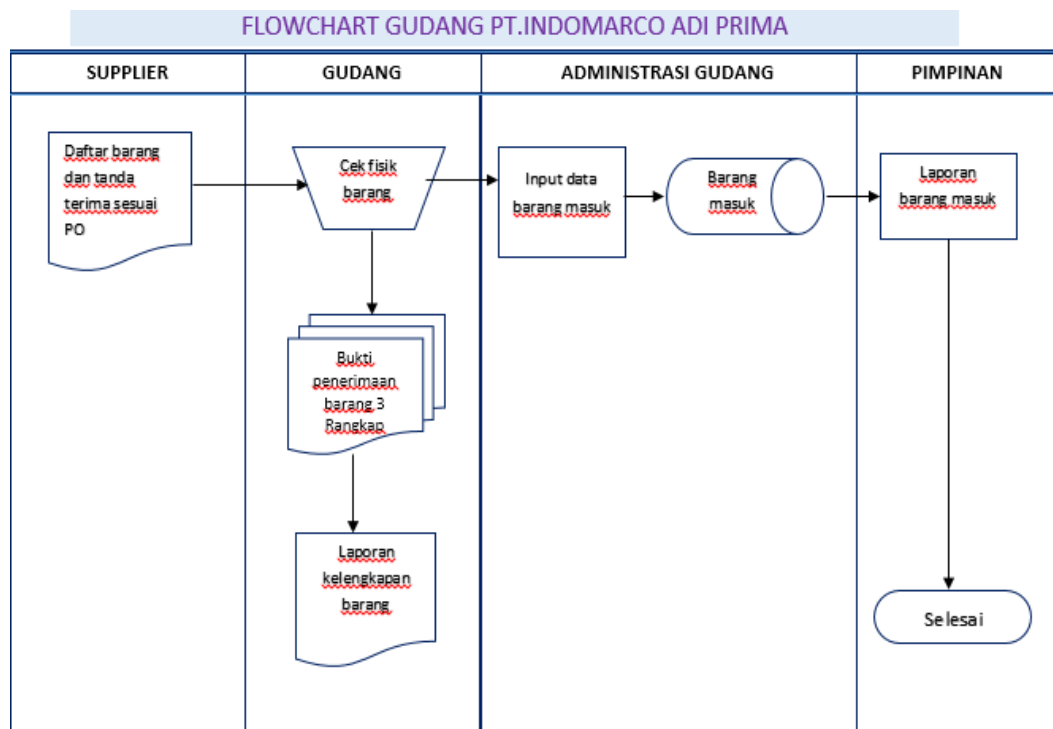 FLOWCHART GUDANG PT.INDOMARCO ADI PRIMA
SUPPLIER
GUDANG
ADMINISTRASI GUDANG
PIMPINAN
Daftar barang
dan tanda
terima sesuai
PO
Cek fisik
barang
Input data
barang masuk
Barang
masuk
Laporan
barang masuk
Bukti
penerimaan
barang 3
Rangkap
Laporan
kelengkapan
barang
Selesai